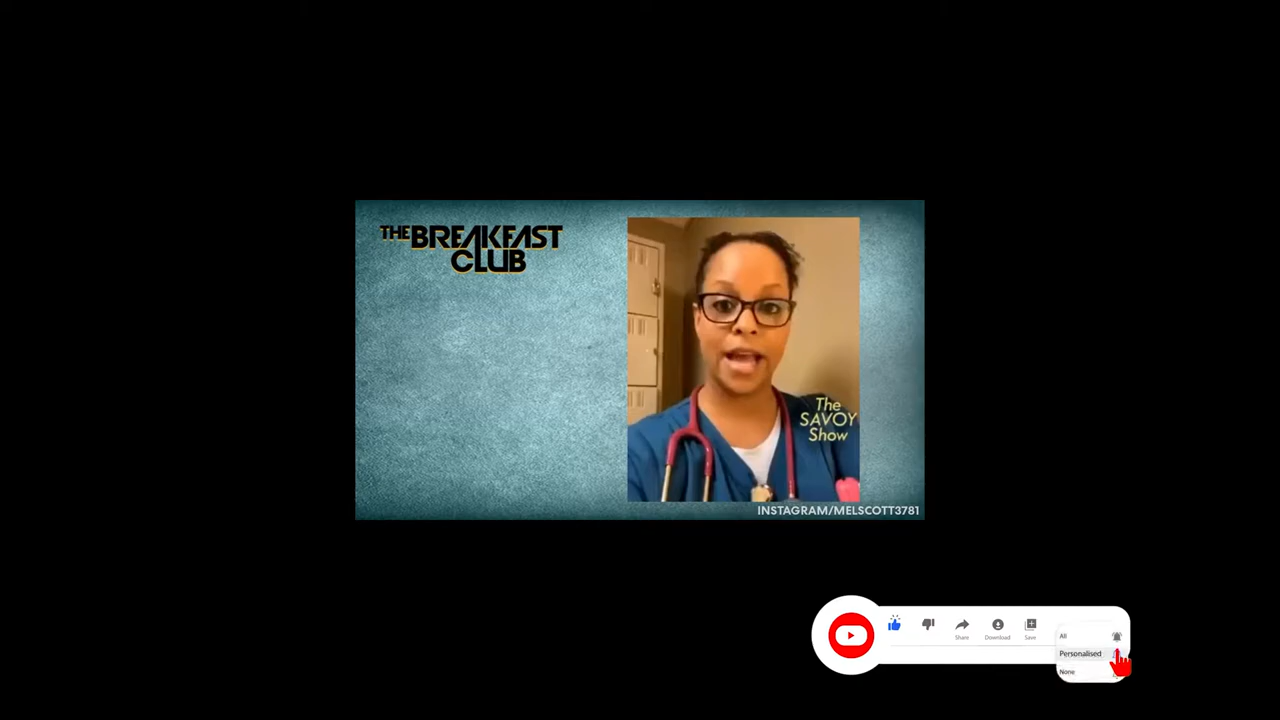 THE BREAKFAST
CLUB
The
SAVOY
Show
INSTAGRAM/MELSCOTT3781
Share
Download
Save
All
Personalised
None